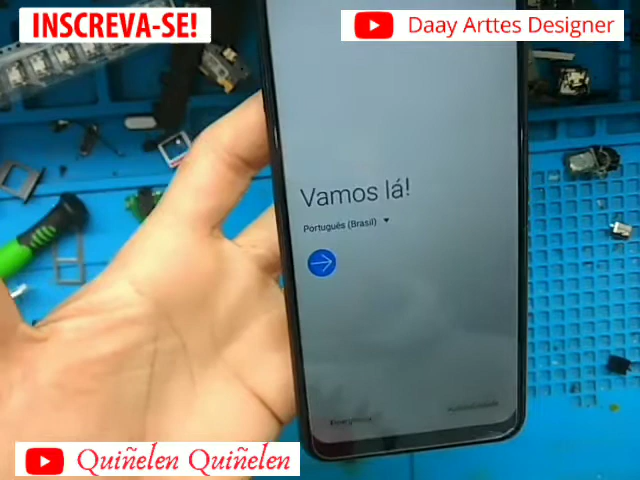 INSCREVA-SE!
Daay Arttes Designer
Vamos lá!
Português (Brasil)
Quiñelen Quiñelen